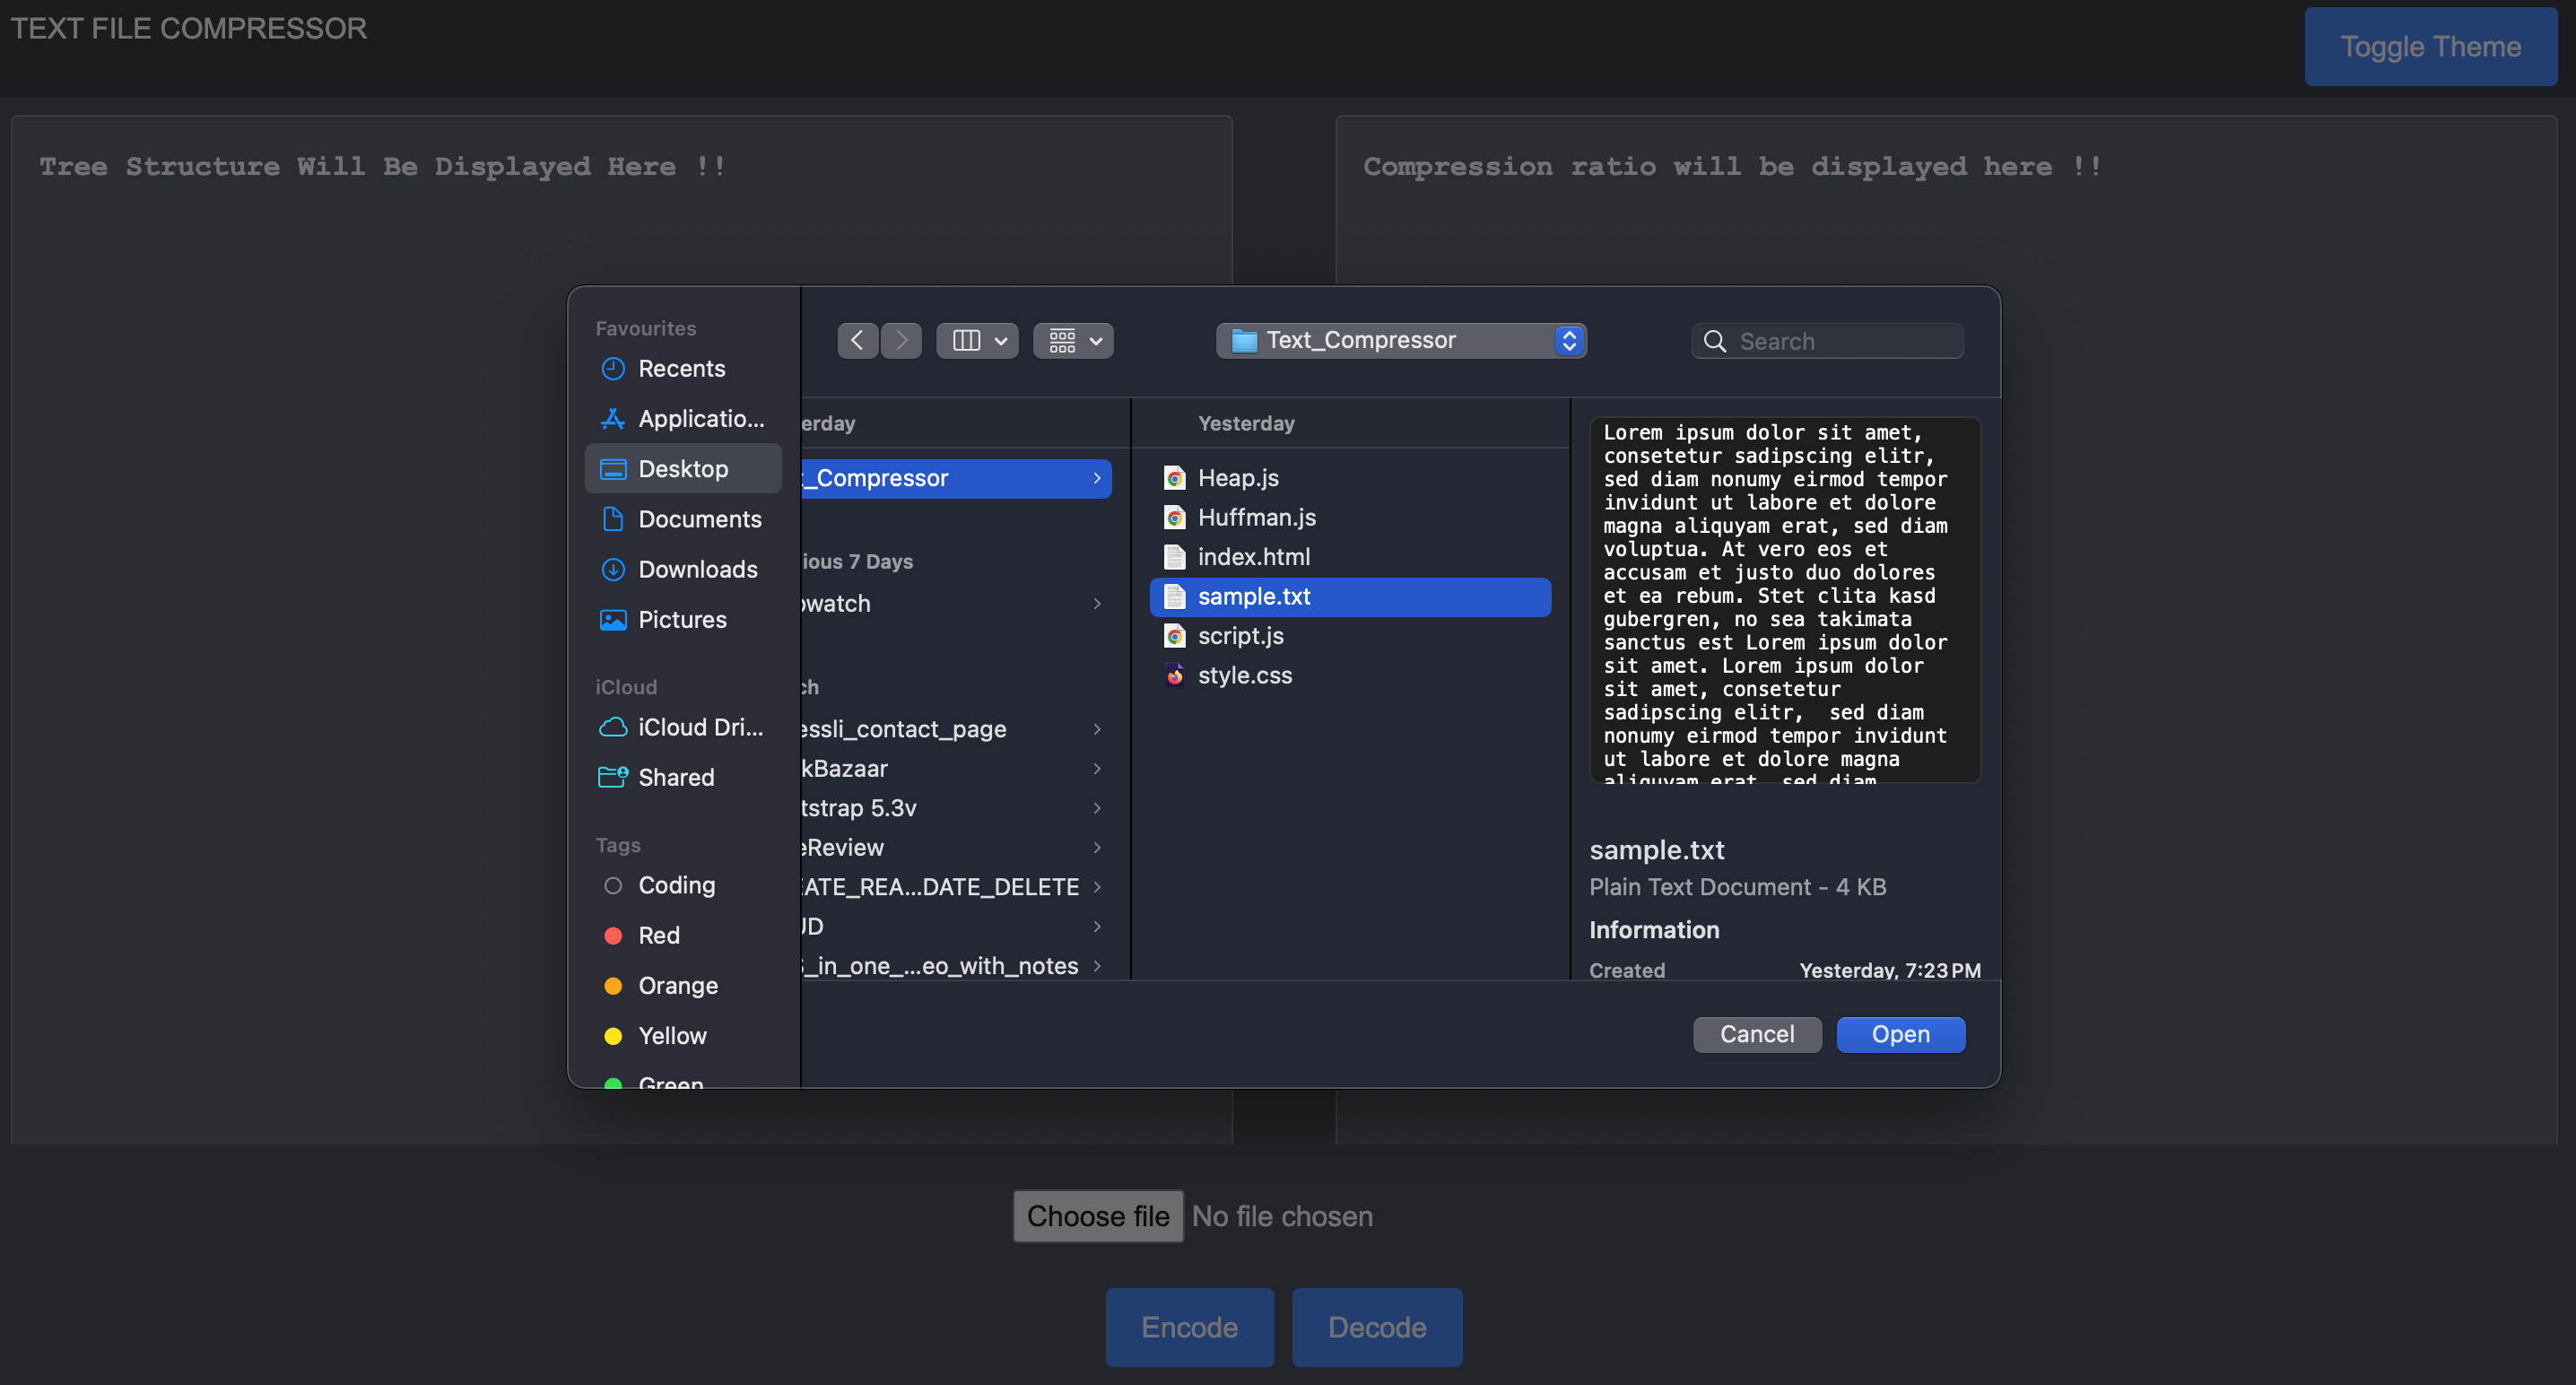 TEXT FILE COMPRESSOR
Toggle Theme
Tree Structure Will Be Displayed Here !!
Compression ratio will be displayed here !!
Favourites
Recents
Applicatio...
Desktop
Documents
Downloads
Pictures
iCloud
iCloud Dri...
Shared
Tags
Coding
Red
Orange
Yellow
Green
Text_Compressor
Search
erday
_Compressor
ious 7 Days
owatch
ch
essli_contact_page
kBazaar
tstrap 5.3v
eReview
EATE_REA...DATE_DELETE
UD
S_in_one_...eo_with_notes
Yesterday
Heap.js
Huffman.js
index.html
sample.txt
script.js
style.css
Lorem ipsum dolor sit amet,
consetetur sadipscing elitr,
sed diam nonumy eirmod tempor
invidunt ut labore et dolore
magna aliquyam erat, sed diam
voluptua. At vero eos et
accusam et justo duo dolores
et ea rebum. Stet clita kasd
gubergren, no sea takimata
sanctus est Lorem ipsum dolor
sit amet. Lorem ipsum dolor
sit amet, consetetur
sadipscing elitr,  sed diam
nonumy eirmod tempor invidunt
ut labore et dolore magna
aliquyam erat, sed diam
sample.txt
Plain Text Document - 4 KB
Information
Created Yesterday, 7:23 PM
Cancel
Open
Choose file No file chosen
Encode
Decode